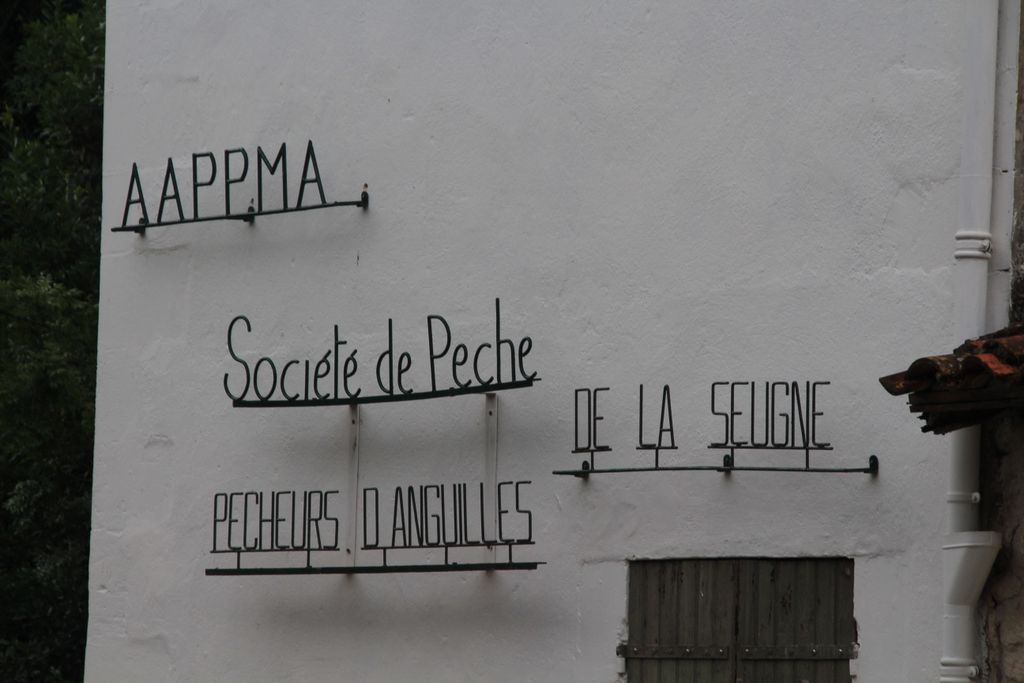 AAPPMA
Société de Peche
DE LA SEUGNE
PECHEURS D ANGUILLES